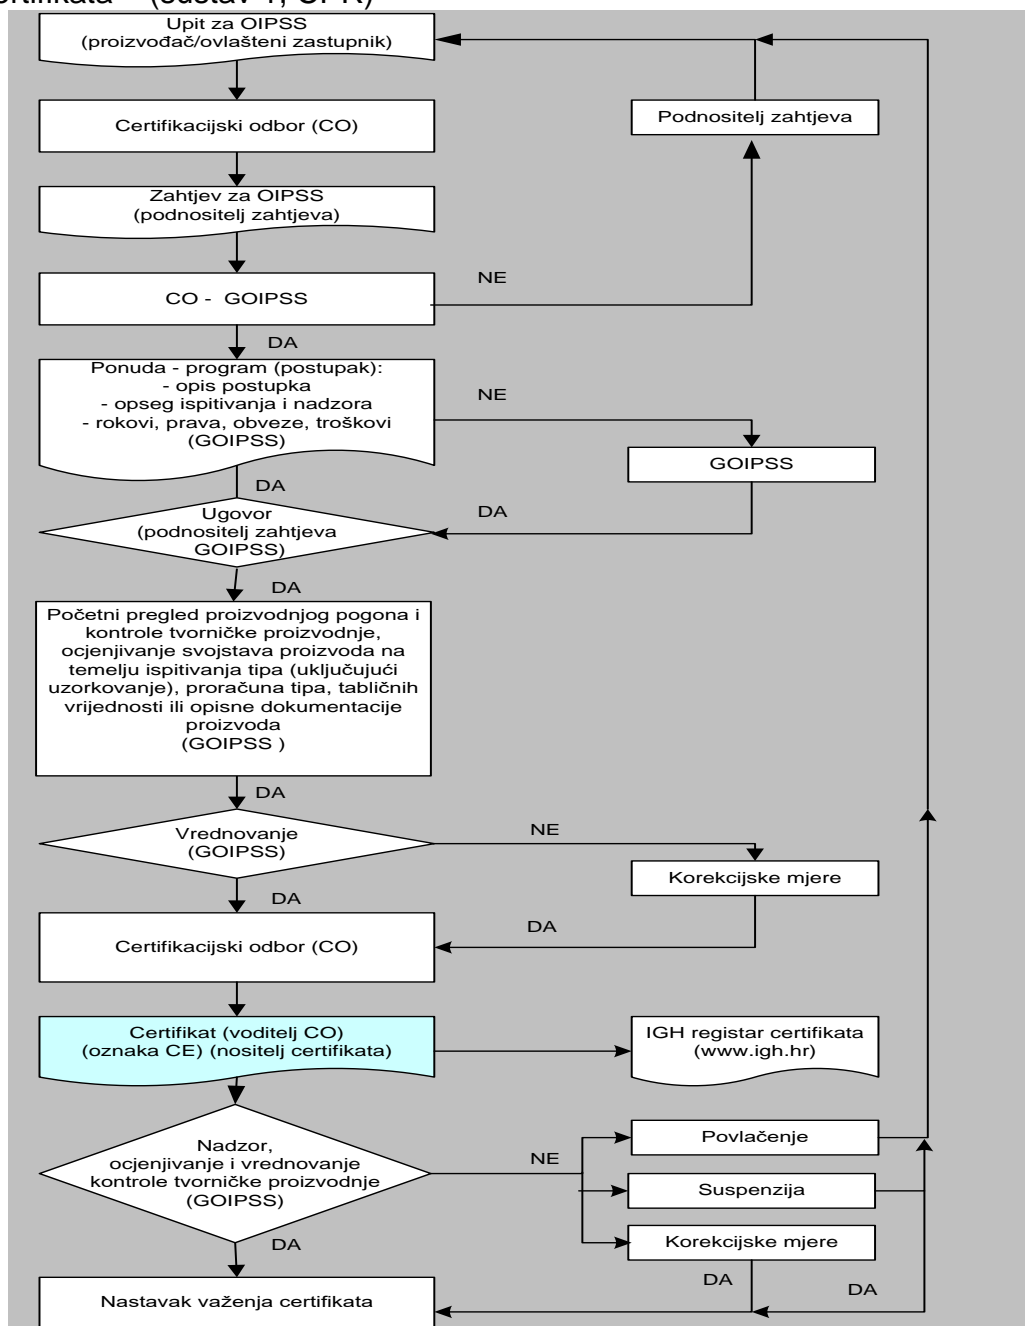 certifikata – (sustav 1, CPR)
Upit za OIPSS
(proizvođač/ovlašteni zastupnik)
Certifikacijski odbor (CO)
Podnositelj zahtjeva
Zahtjev za OIPSS
(podnositelj zahtjeva)
CO - GOIPSS
NE
DA
Ponuda - program (postupak):
- opis postupka
- opseg ispitivanja i nadzora
- rokovi, prava, obveze, troškovi
(GOIPSS)
NE
GOIPSS
DA
DA
Ugovor
(podnositelj zahtjeva
GOIPSS)
DA
Početni pregled proizvodnjog pogona i
kontrole tvorničke proizvodnje,
ocjenjivanje svojstava proizvoda na
temelju ispitivanja tipa (uključujući
uzorkovanje), proračuna tipa, tabličnih
vrijednosti ili opisne dokumentacije
proizvoda
(GOIPSS )
DA
Vrednovanje
(GOIPSS)
NE
Korekcijske mjere
DA
DA
Certifikacijski odbor (CO)
Certifikat (voditelj CO)
(oznaka CE) (nositelj certifikata)
IGH registar certifikata
(www.igh.hr)
Nadzor,
ocjenjivanje i vrednovanje
kontrole tvorničke proizvodnje
(GOIPSS)
NE
Povlačenje
Suspenzija
Korekcijske mjere
DA
DA
DA
Nastavak važenja certifikata